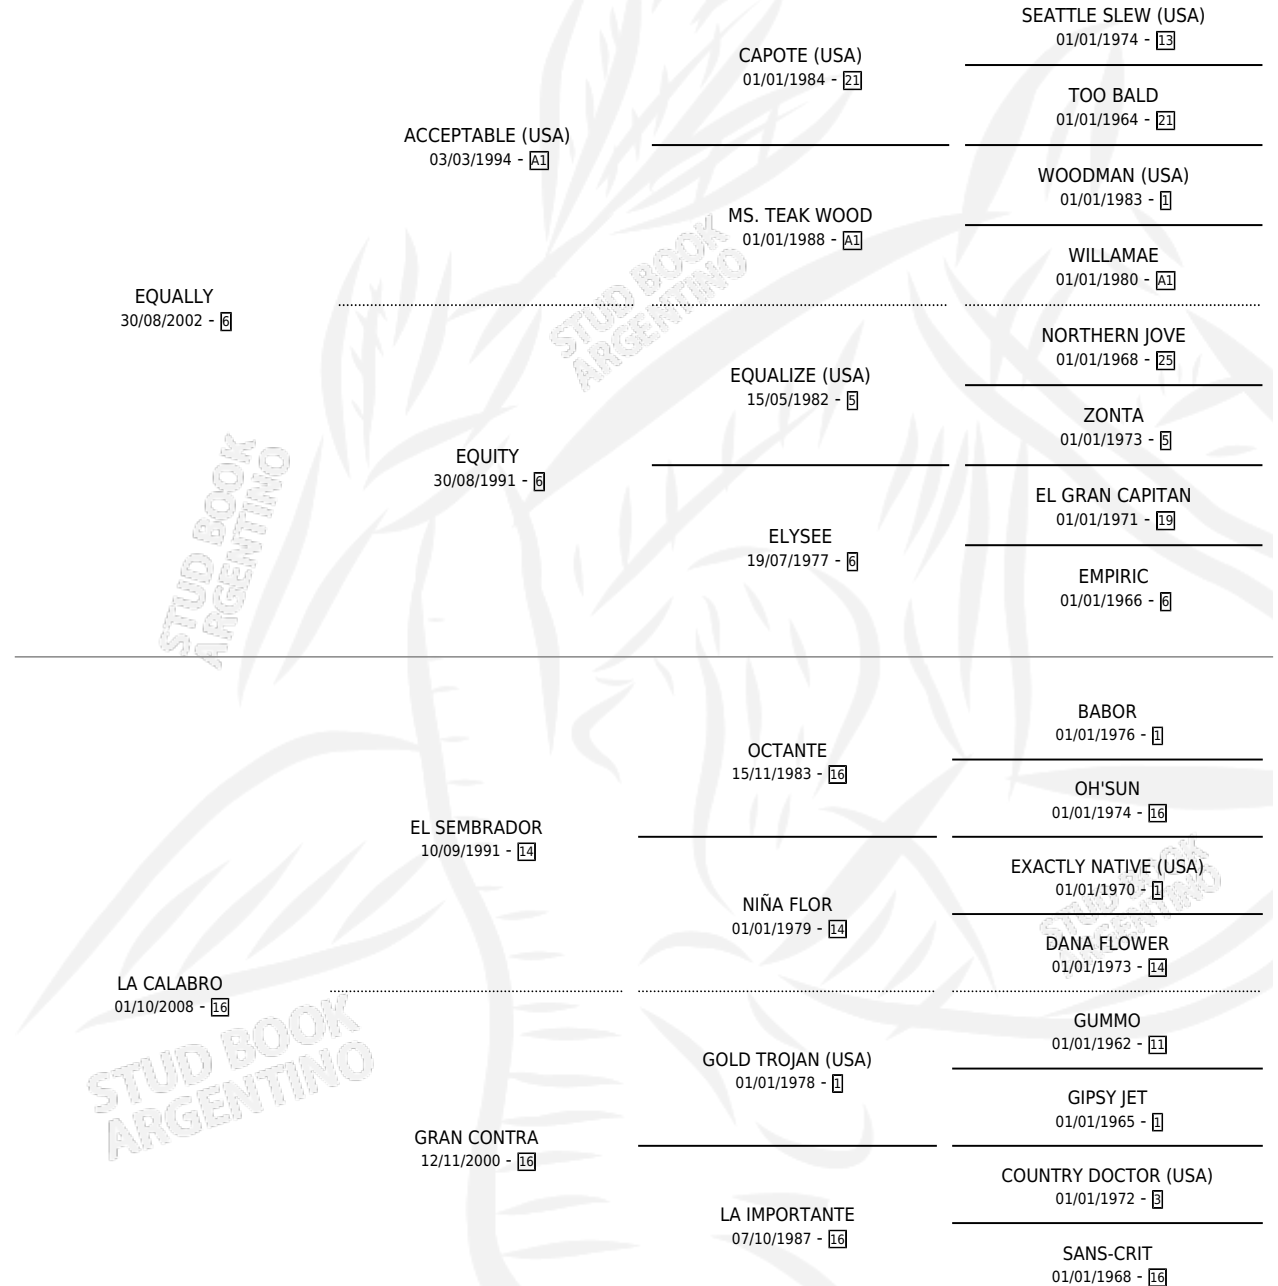 SEATTLE SLEW (USA)
01/01/1974 - 13
CAPOTE (USA)
01/01/1984 - 21
TOO BALD
01/01/1964 - 21
ACCEPTABLE (USA)
03/03/1994 - A1
WOODMAN (USA)
01/01/1983 - 1
MS. TEAK WOOD
01/01/1988 - A1
WILLAMAE
01/01/1980 - A1
EQUALLY
30/08/2002 - 6
NORTHERN JOVE
01/01/1968 - 25
EQUALIZE (USA)
15/05/1982 - 5
ZONTA
01/01/1973 - 5
EQUITY
30/08/1991 - 6
EL GRAN CAPITAN
01/01/1971 - 19
ELYSEE
19/07/1977 - 6
EMPIRIC
01/01/1966 - 6
BABOR
01/01/1976 - 1
OCTANTE
15/11/1983 - 16
OH'SUN
01/01/1974 - 16
EL SEMBRADOR
10/09/1991 - 14
EXACTLY NATIVE (USA)
01/01/1970 - 1
NIÑA FLOR
01/01/1979 - 14
DANA FLOWER
01/01/1973 - 14
LA CALABRO
01/10/2008 - 16
GUMMO
01/01/1962 - 11
GOLD TROJAN (USA)
01/01/1978 - 1
GIPSY JET
01/01/1965 - 1
GRAN CONTRA
12/11/2000 - 16
COUNTRY DOCTOR (USA)
01/01/1972 - 3
LA IMPORTANTE
07/10/1987 - 16
SANS-CRIT
01/01/1968 - 16
STUD BOOK
ARGENTINO
STUD BOOK
ARGENTINO
STUD BOOK
ARGENTINO
STUD BOOK
ARGENTINO